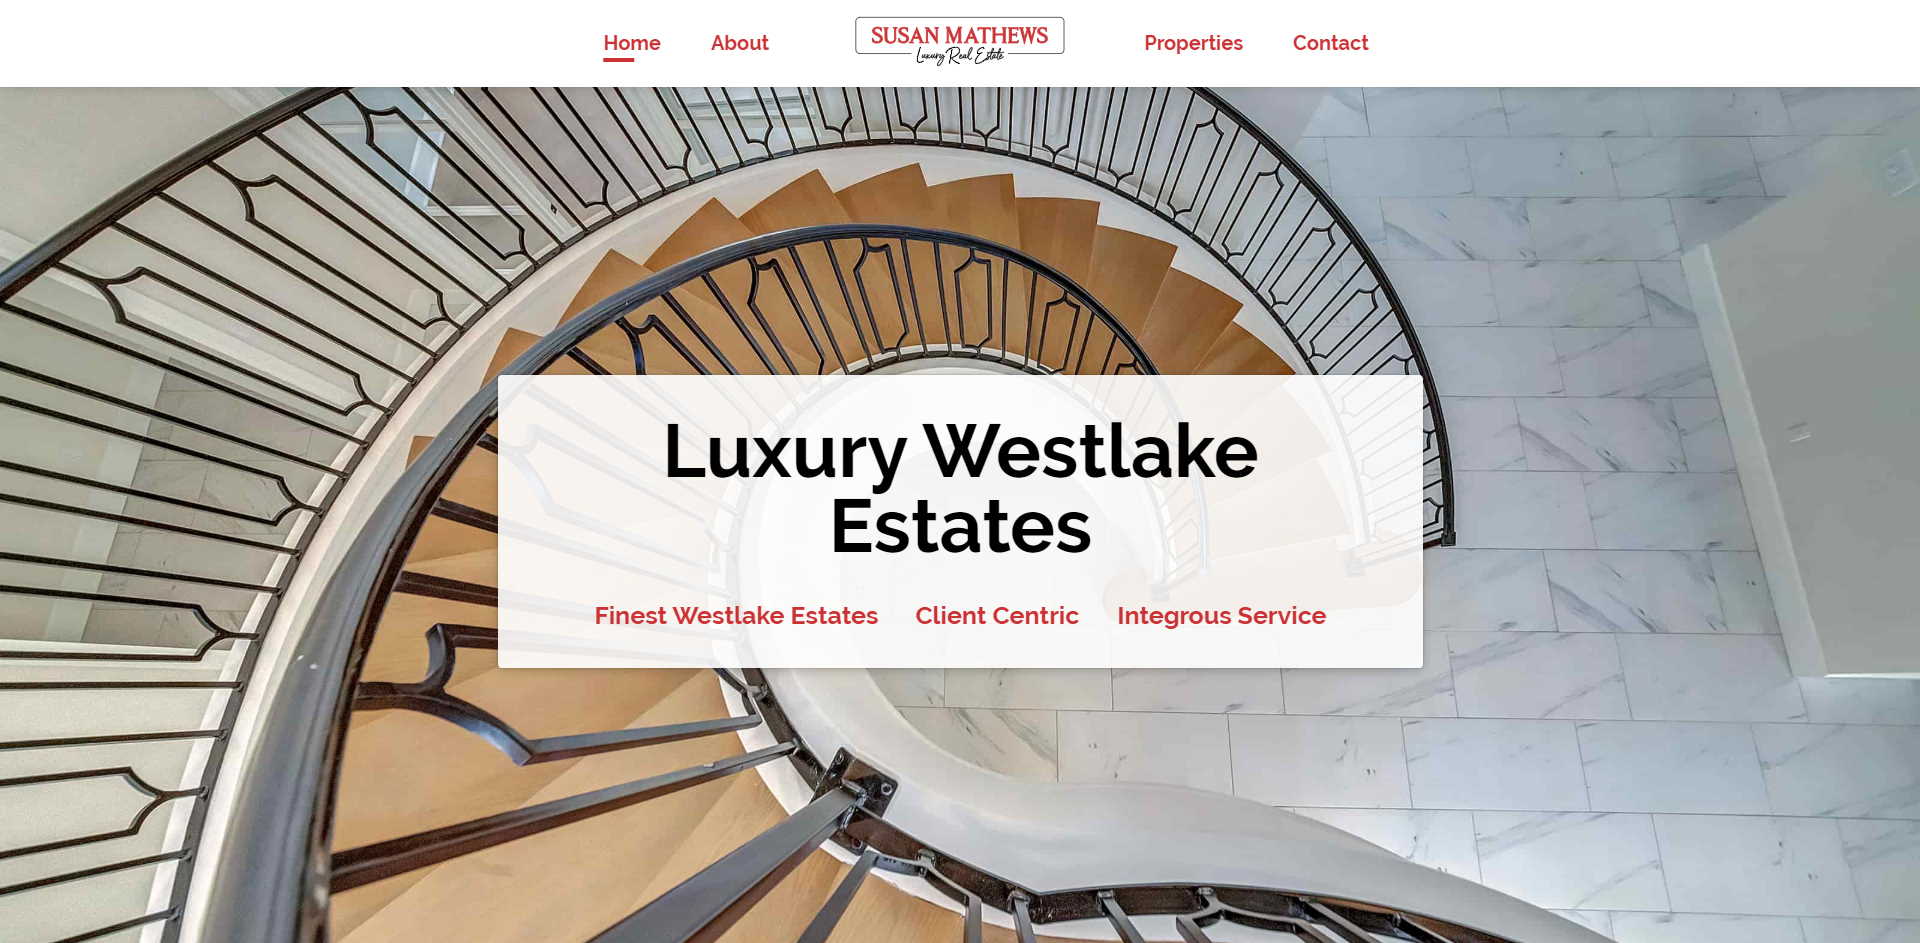 Home About
SUSAN MATHEWS
Luxury Real Estate
Properties Contact
Luxury Westlake
Estates
Finest Westlake Estates Client Centric Integrous Service